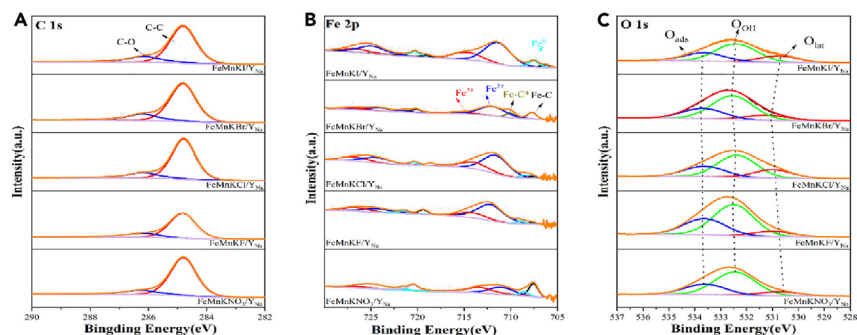 A
C 1s
C-C
C-O
FeMnKI/YNa
FeMnKBr/YNa
FeMnKCl/YNa
FeMnKF/YNa
FeMnKNO3/YNa
Intensity(a.u.)
290
288
286
284
282
Bingding Energy(eV)
B
Fe 2p
Fe0
FeMnKI/YNa
Fe3+
Fe2+
Fe-C*
Fe-C
FeMnKBr/YNa
FeMnKCl/YNa
FeMnKF/YNa
FeMnKNO3/YNa
Intensity(a.u.)
725
720
715
710
705
Binging Energy(eV)
C
O 1s
Oads
OOH
Olat
FeMnKI/YNa
FeMnKBr/YNa
FeMnKCl/YNa
FeMnKF/YNa
FeMnKNO3/YNa
Intensity(a.u.)
537
536
535
534
533
532
531
530
529
528
Binging Energy(eV)